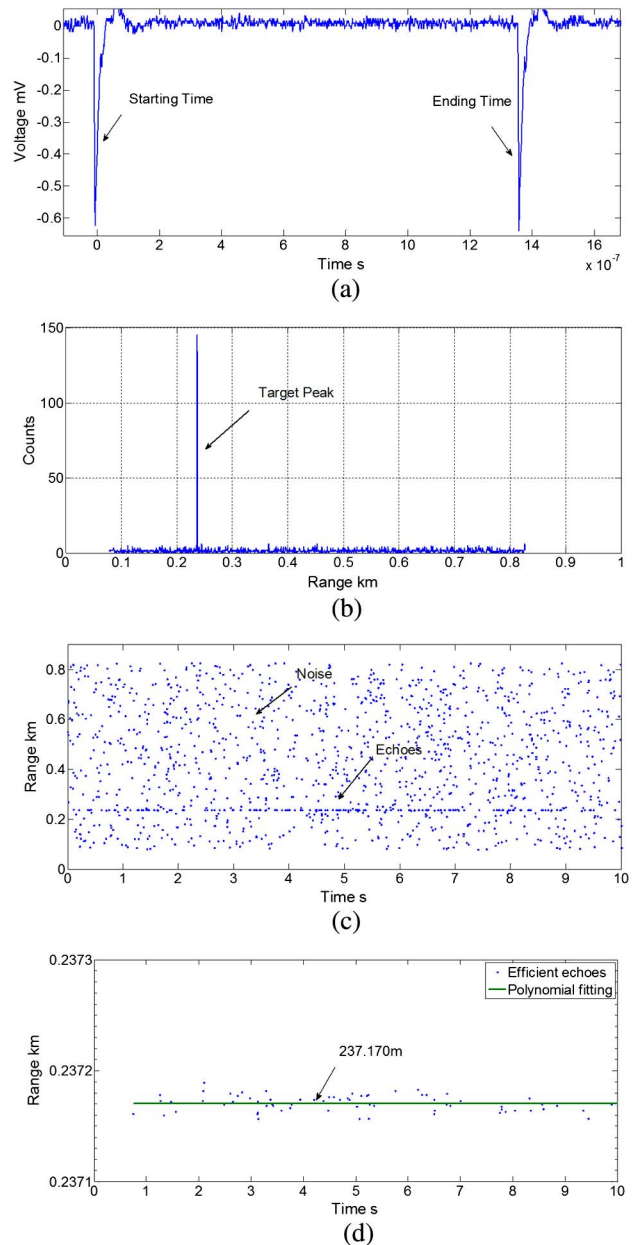 0
-0.1
-0.2
-0.3
-0.4
-0.5
-0.6
Voltage mV
Starting Time
Ending Time
0 2 4 6 8 10 12 14 16
Time s
x 10⁻⁷
(a)
150
100
50
0
Counts
Target Peak
0 0.1 0.2 0.3 0.4 0.5 0.6 0.7 0.8 0.9 1
Range km
(b)
0.8
0.6
0.4
0.2
0
Range km
Noise
Echoes
0 1 2 3 4 5 6 7 8 9 10
Time s
(c)
0.2373
0.2372
0.2371
Range km
Efficient echoes
Polynomial fitting
237.170m
0 1 2 3 4 5 6 7 8 9 10
Time s
(d)